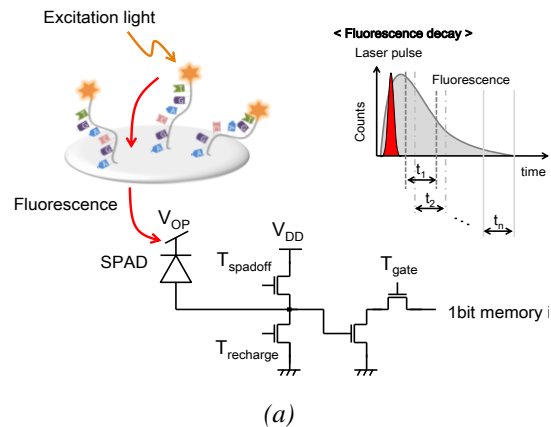 Excitation light
< Fluorescence decay >
Laser pulse
Fluorescence
Counts
time
t1
t2
...
tn
Fluorescence
VOP
SPAD
VDD
Tspadoff
Trecharge
Tgate
1bit memory i
(a)